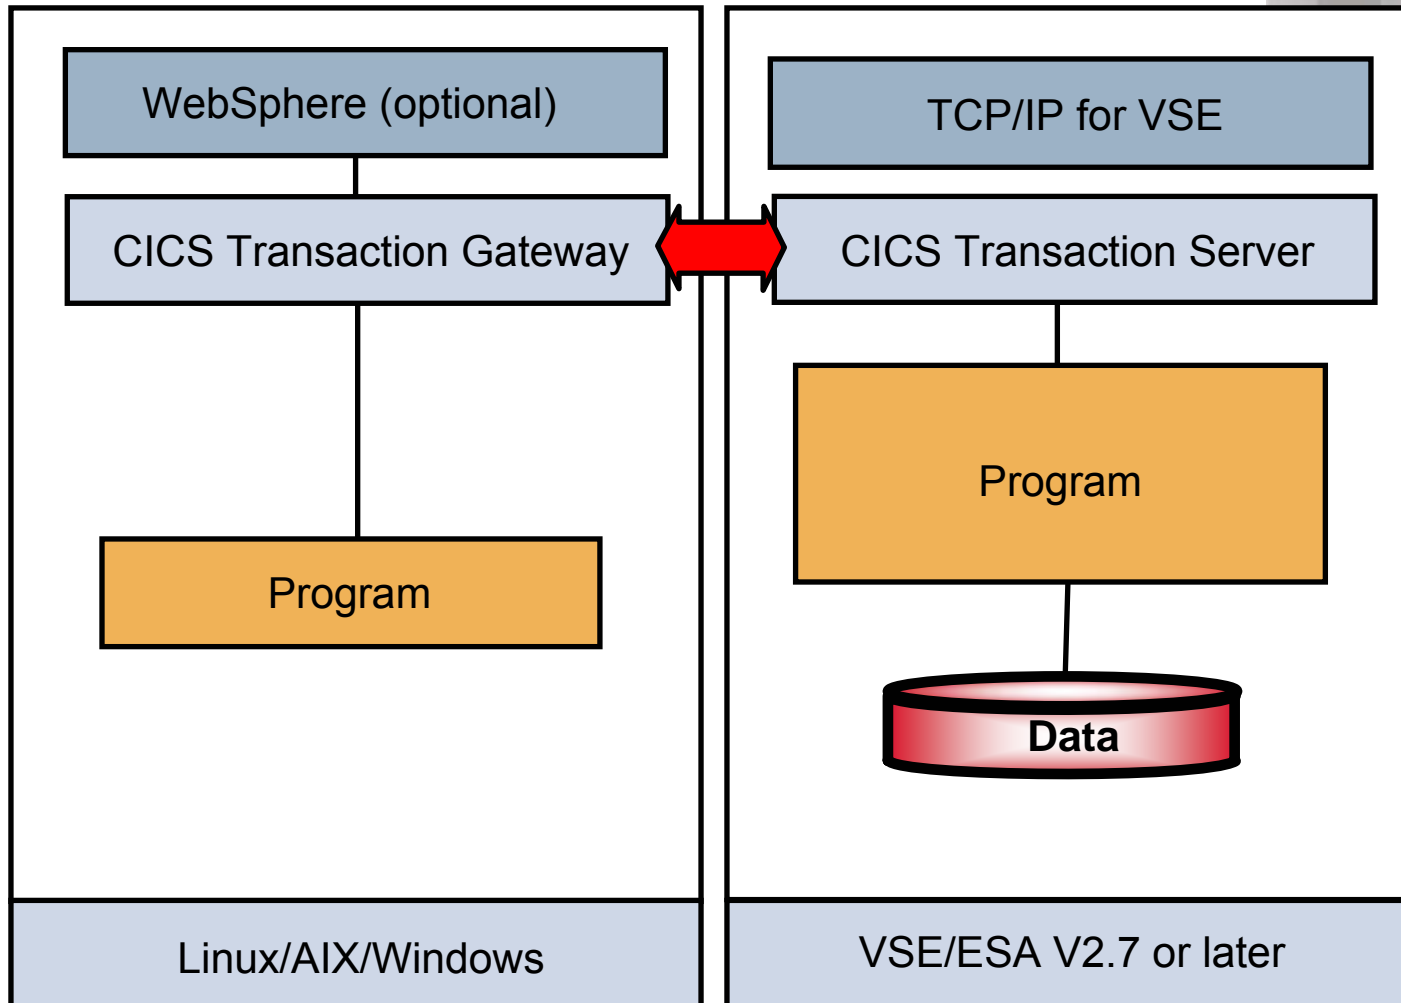 WebSphere (optional)
CICS Transaction Gateway
Program
Linux/AIX/Windows
TCP/IP for VSE
CICS Transaction Server
Program
Data
VSE/ESA V2.7 or later